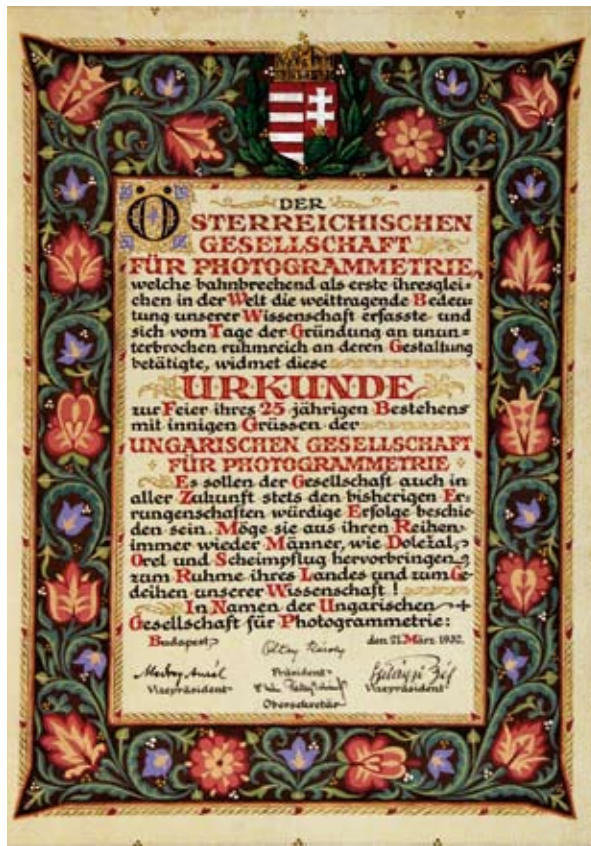 DER
ÖSTERREICHISCHEN
GESELLSCHAFT
FÜR PHOTOGRAMMETRIE,
welche bahnbrechend als erste ihresglei=
chen in der Welt die weittragende Bedeu=
tung unserer Wissenschaft erfasste und
sich vom Tage der Gründung an unun=
terbrochen ruhmreich an deren Gestaltung
betätigte, widmet diese
URKUNDE
zur Feier ihres 25 jährigen Bestehens
mit innigen Grüssen der
UNGARISCHEN GESELLSCHAFT
FÜR PHOTOGRAMMETRIE
Es sollen der Gesellschaft auch in
aller Zukunft stets den bisherigen Er=
rungenschaften würdige Erfolge beschie
den sein. Möge sie aus ihren Reihen
immer wieder Männer, wie Doležal,
Orel und Scheimpflug hervorbringen
zum Ruhme ihres Landes und zum Ge=
deihen unserer Wissenschaft!
In Namen der Ungarischen
Gesellschaft für Photogrammetrie:
Budapest, den 21. März 1932.
Präsident
Vizepräsident Vizepräsident
Obersekretär